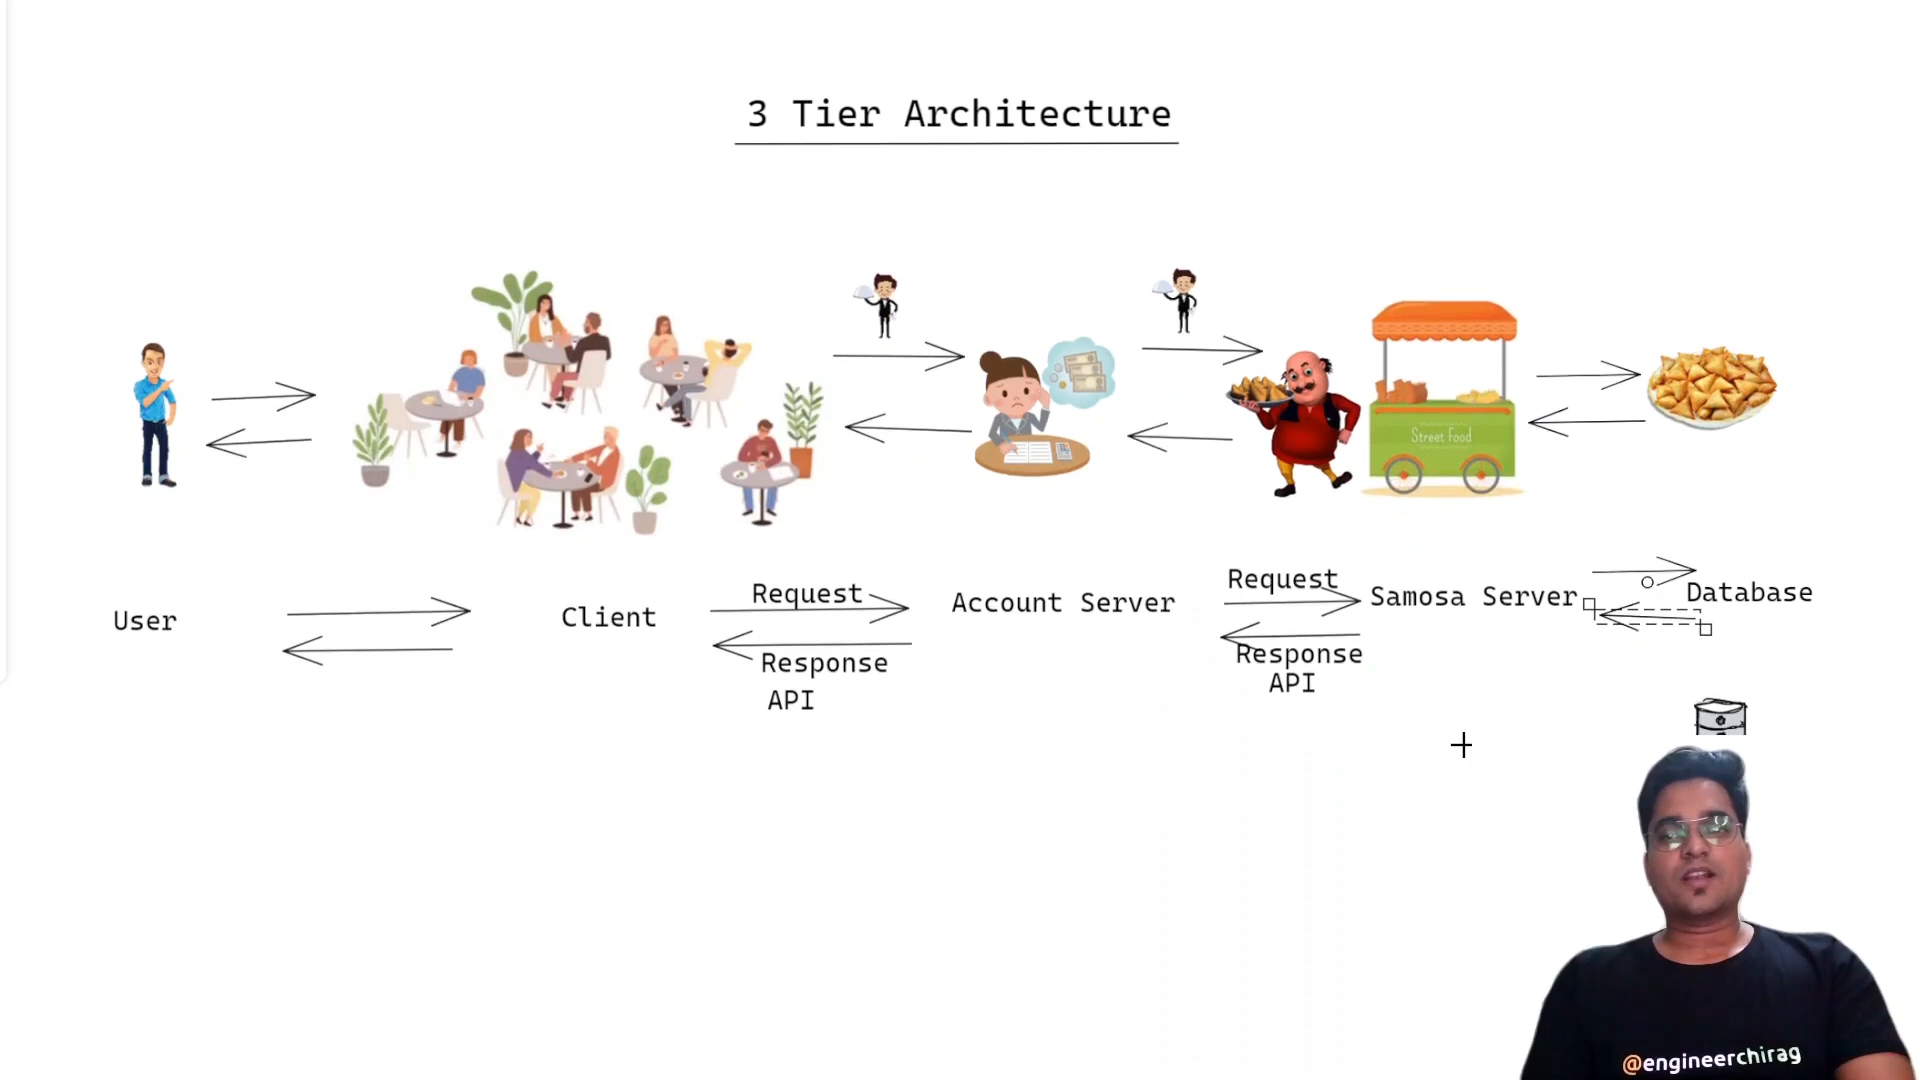 3 Tier Architecture
Street Food
User
Client
Request
Response
API
Account Server
Request
Response
API
Samosa Server
Database
@engineerchirag